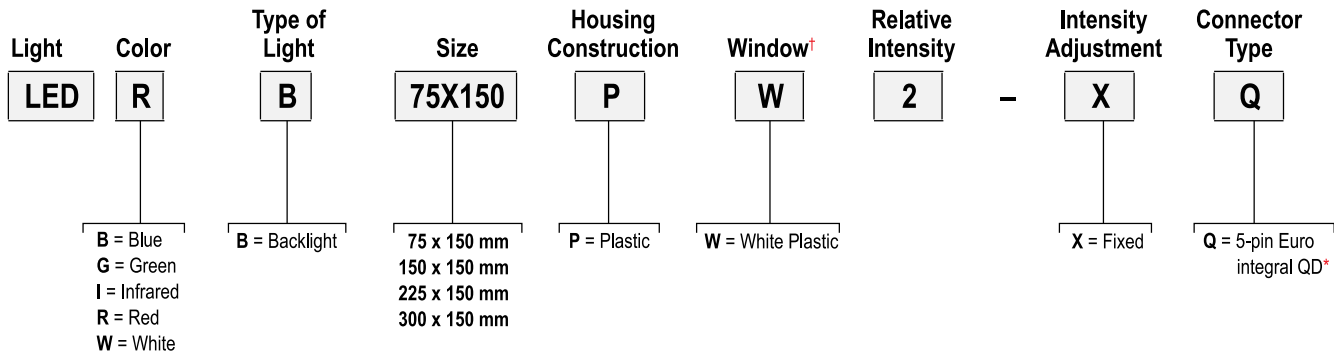 Light
Color
Type of
Light
Size
Housing
Construction
Window†
Relative
Intensity
Intensity
Adjustment
Connector
Type
LED R B 75X150 P W 2 – X Q
B = Blue
G = Green
I = Infrared
R = Red
W = White
B = Backlight
75 x 150 mm
150 x 150 mm
225 x 150 mm
300 x 150 mm
P = Plastic
W = White Plastic
X = Fixed
Q = 5-pin Euro
integral QD*